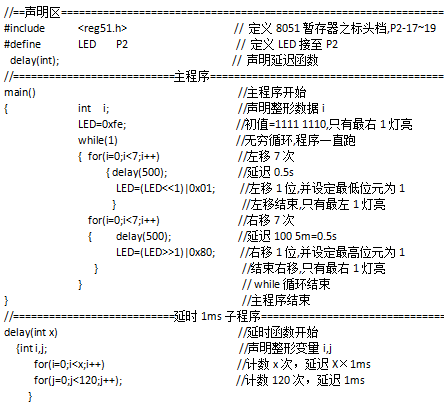 //==声明区==================================================
#include <reg51.h> // 定义 8051 暂存器之标头档,P2-17~19
#define LED P2 // 定义 LED 接至 P2
delay(int); // 声明延迟函数
//==========================主程序==========================
main() //主程序开始
{ int i; //声明整形数据 i
LED=0xfe; //初值=1111 1110,只有最右 1 灯亮
while(1) //无穷循环,程序一直跑
{ for(i=0;i<7;i++) //左移 7 次
{ delay(500); //延迟 0.5s
LED=(LED<<1)|0x01; //左移 1 位,并设定最低位元为 1
} //左移结束,只有最左 1 灯亮
for(i=0;i<7;i++) //右移 7 次
{ delay(500); //延迟 100 5m=0.5s
LED=(LED>>1)|0x80; //右移 1 位,并设定最高位元为 1
} //结束右移,只有最右 1 灯亮
} // while 循环结束
} //主程序结束
//==========================延时 1ms 子程序==========================
delay(int x) //延时函数开始
{int i,j; //声明整形变量 i,j
for(i=0;i<x;i++) //计数 x 次，延迟 X×1ms
for(j=0;j<120;j++); //计数 120 次，延迟 1ms
}